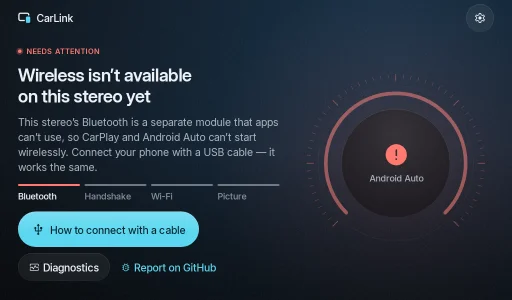 CarLink
NEEDS ATTENTION
Wireless isn’t available
on this stereo yet
This stereo’s Bluetooth is a separate module that apps
can’t use, so CarPlay and Android Auto can’t start
wirelessly. Connect your phone with a USB cable — it
works the same.
Bluetooth Handshake Wi-Fi Picture
How to connect with a cable
Diagnostics Report on GitHub
Android Auto